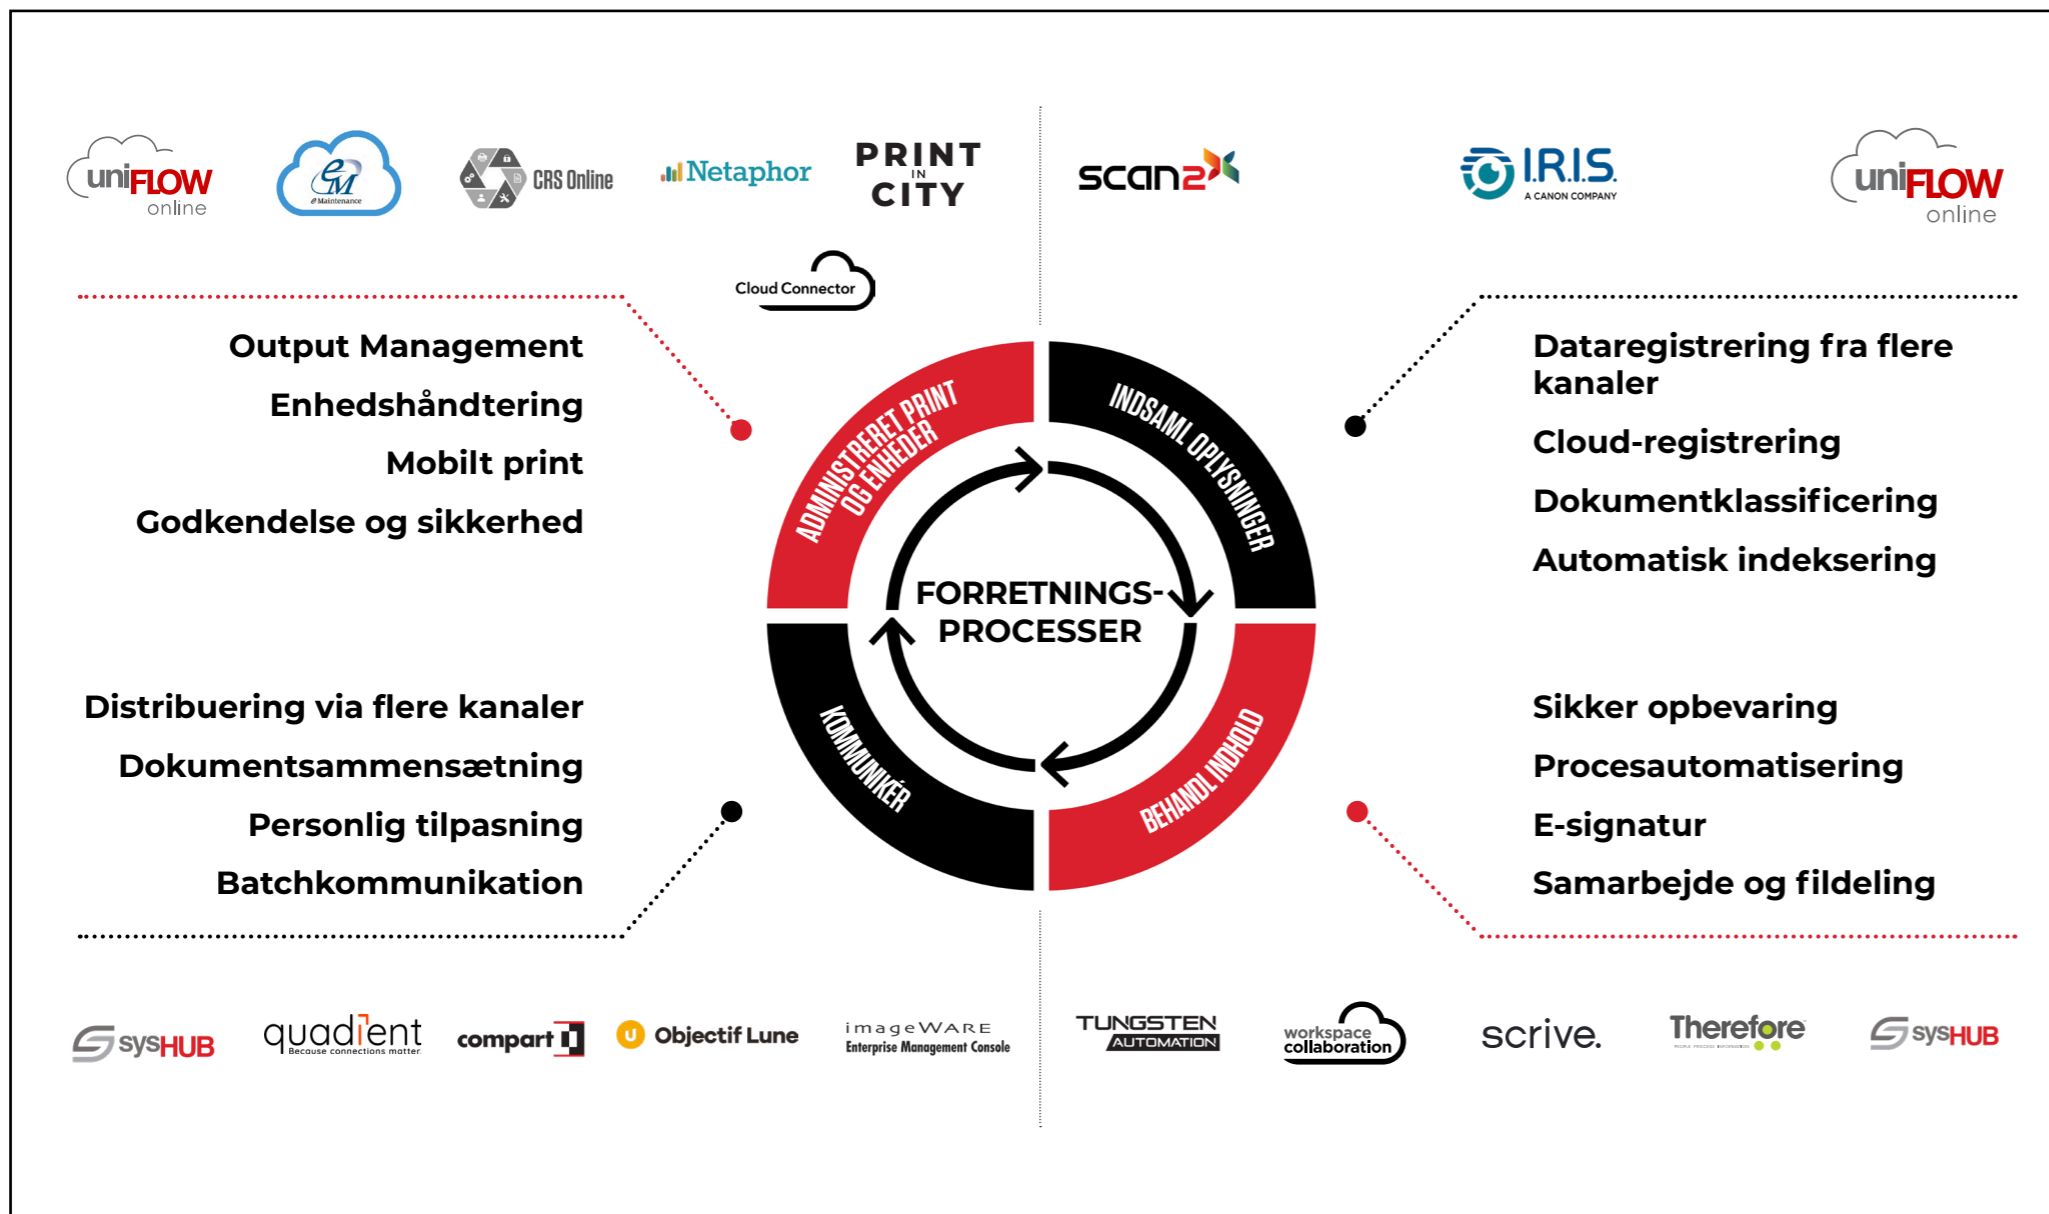 uniFLOW
online
eM
e Maintenance
CRS Online
Netaphor
PRINT
IN
CITY
Cloud Connector
scan2x
I.R.I.S.
A CANON COMPANY
uniFLOW
online
Output Management
Enhedshåndtering
Mobilt print
Godkendelse og sikkerhed
Dataregistrering fra flere
kanaler
Cloud-registrering
Dokumentklassificering
Automatisk indeksering
ADMINISTRERET PRINT
OG ENHEDER
INDSAML OPLYSNINGER
FORRETNINGS-
PROCESSER
KOMMUNIKÉR
BEHANDL INDHOLD
Distribuering via flere kanaler
Dokumentsammensætning
Personlig tilpasning
Batchkommunikation
Sikker opbevaring
Procesautomatisering
E-signatur
Samarbejde og fildeling
sysHUB
quadient
Because connections matter.
compart
Objectif Lune
imageWARE
Enterprise Management Console
TUNGSTEN
AUTOMATION
workspace
collaboration
scrive.
Therefore
PEOPLE PROCESS INFORMATION
sysHUB